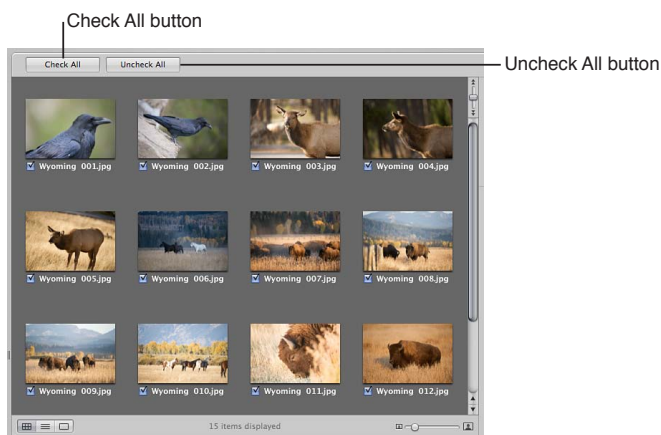 Check All button
Check All
Uncheck All
Uncheck All button
Wyoming 001.jpg
Wyoming 002.jpg
Wyoming 003.jpg
Wyoming 004.jpg
Wyoming 005.jpg
Wyoming 006.jpg
Wyoming 007.jpg
Wyoming 008.jpg
Wyoming 009.jpg
Wyoming 010.jpg
Wyoming 011.jpg
Wyoming 012.jpg
15 items displayed